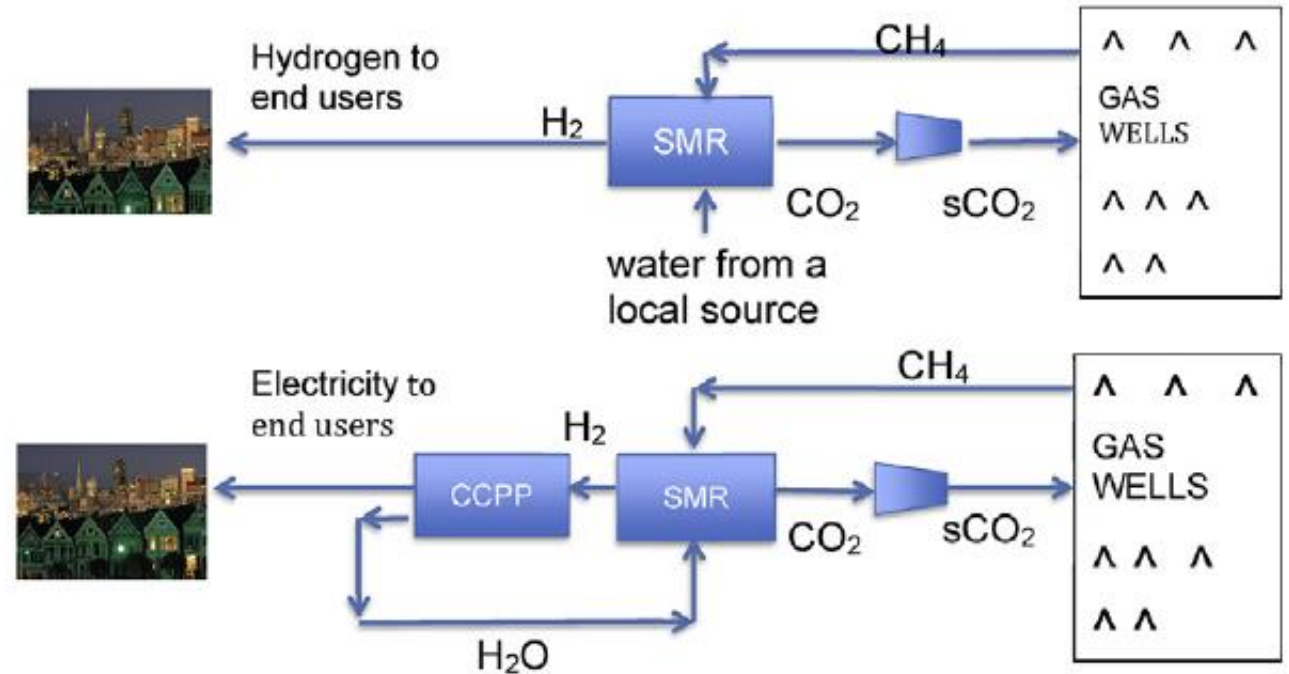 CH₄
Hydrogen to
end users
H₂
SMR
GAS
WELLS
CO₂
sCO₂
water from a
local source
CH₄
Electricity to
end users
H₂
CCPP
SMR
GAS
WELLS
CO₂
sCO₂
H₂O